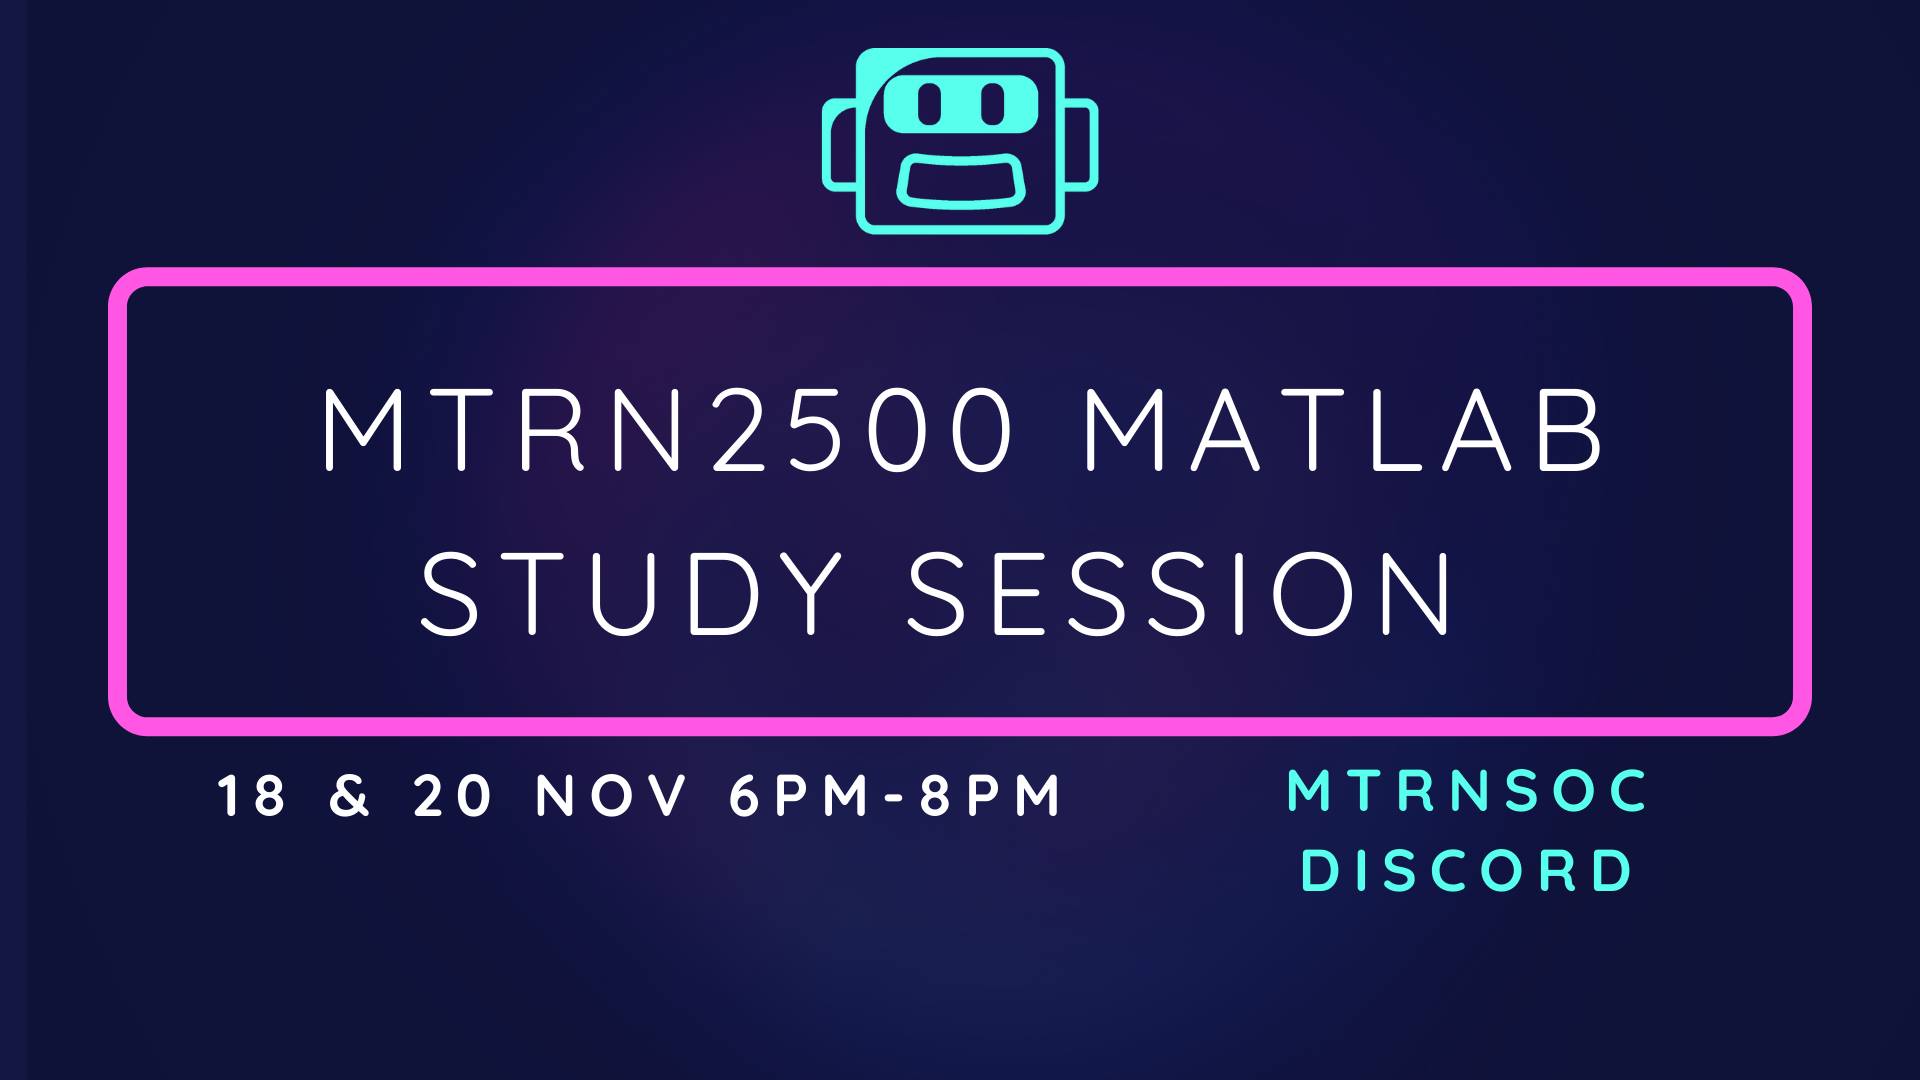 MTRN2500 MATLAB
STUDY SESSION
18 & 20 NOV 6PM-8PM
MTRNSOC
DISCORD